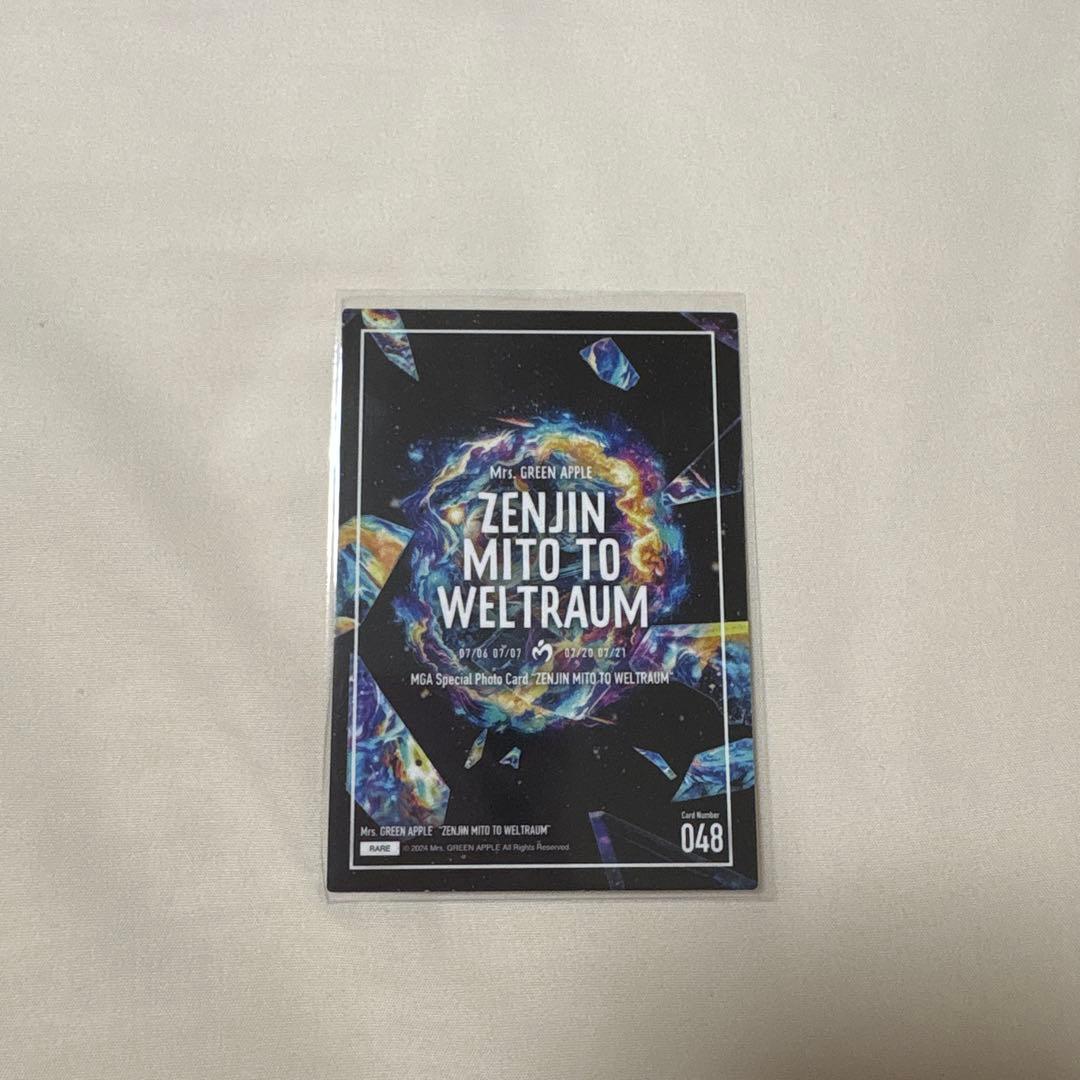 Mrs. GREEN APPLE
ZENJIN
MITO TO
WELTRAUM
07/06 07/07 07/20 07/21
MGA Special Photo Card "ZENJIN MITO TO WELTRAUM"
Mrs. GREEN APPLE "ZENJIN MITO TO WELTRAUM"
RARE © 2024 Mrs. GREEN APPLE All Rights Reserved.
Card Number
048